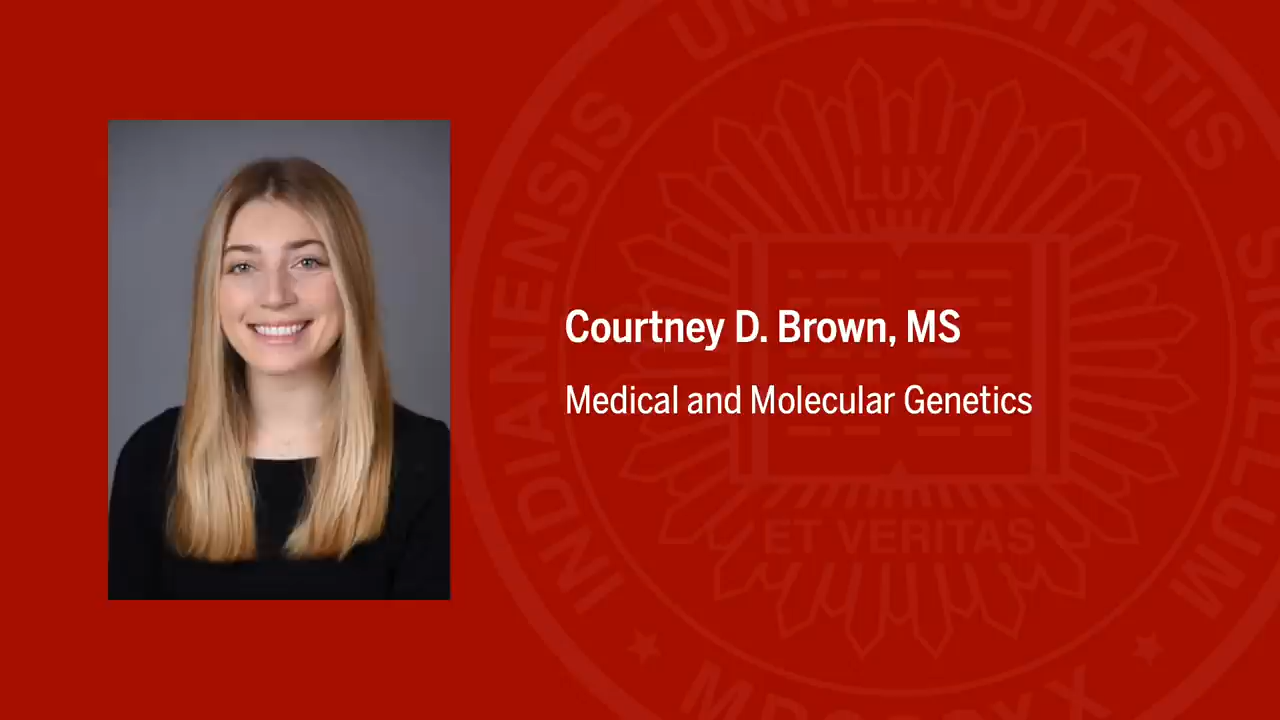 Courtney D. Brown, MS
Medical and Molecular Genetics
INDIANENSIS
UNIVERSITATIS
SIGILLUM
LUX
ET VERITAS